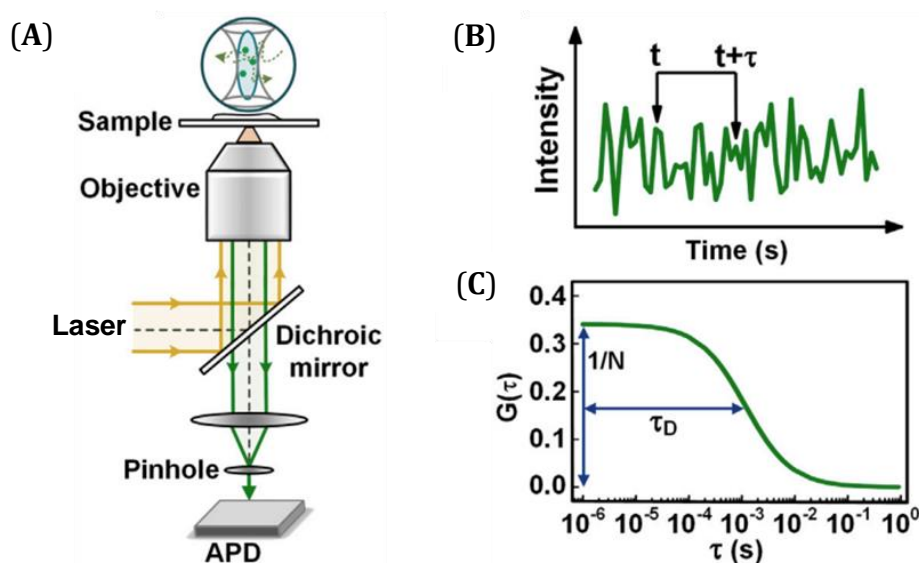 (A)
Sample
Objective
Laser
Dichroic
mirror
Pinhole
APD
(B)
t t+τ
Intensity
Time (s)
(C)
0.4
0.3
0.2
0.1
0.0
G(τ)
1/N
τD
10⁻⁶ 10⁻⁵ 10⁻⁴ 10⁻³ 10⁻² 10⁻¹ 10⁰
τ (s)